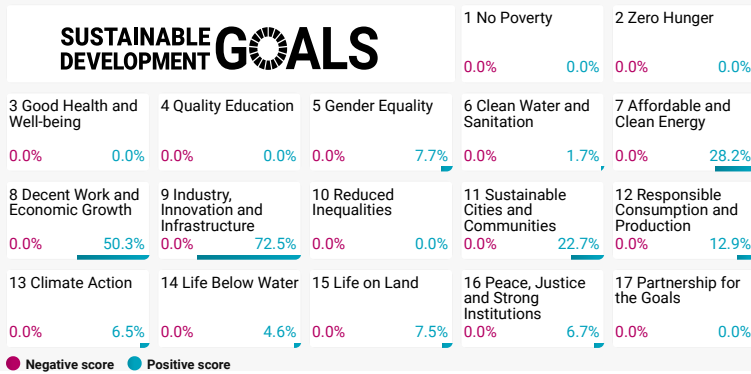 SUSTAINABLE DEVELOPMENT GOALS
1 No Poverty
0.0% 0.0%
2 Zero Hunger
0.0% 0.0%
3 Good Health and
Well-being
0.0% 0.0%
4 Quality Education
0.0% 0.0%
5 Gender Equality
0.0% 7.7%
6 Clean Water and
Sanitation
0.0% 1.7%
7 Affordable and
Clean Energy
0.0% 28.2%
8 Decent Work and
Economic Growth
0.0% 50.3%
9 Industry,
Innovation and
Infrastructure
0.0% 72.5%
10 Reduced
Inequalities
0.0% 0.0%
11 Sustainable
Cities and
Communities
0.0% 22.7%
12 Responsible
Consumption and
Production
0.0% 12.9%
13 Climate Action
0.0% 6.5%
14 Life Below Water
0.0% 4.6%
15 Life on Land
0.0% 7.5%
16 Peace, Justice
and Strong
Institutions
0.0% 6.7%
17 Partnership for
the Goals
0.0% 0.0%
Negative score Positive score